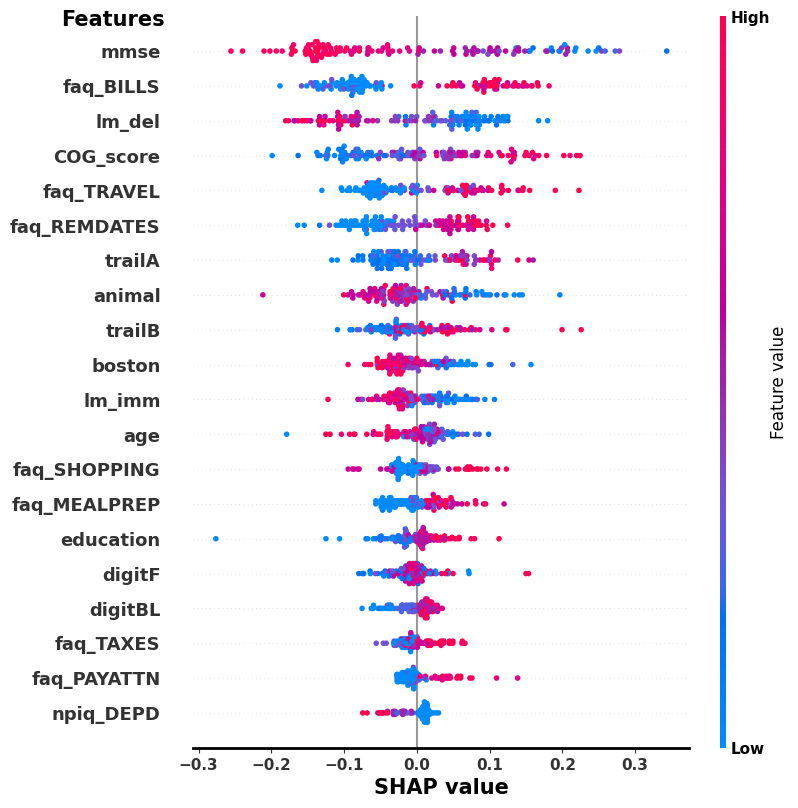 Features
High
mmse
faq_BILLS
lm_del
COG_score
faq_TRAVEL
faq_REMDATES
trailA
animal
trailB
boston
lm_imm
age
faq_SHOPPING
faq_MEALPREP
education
digitF
digitBL
faq_TAXES
faq_PAYATTN
npiq_DEPD
Feature value
Low
−0.3 −0.2 −0.1 0.0 0.1 0.2 0.3
SHAP value